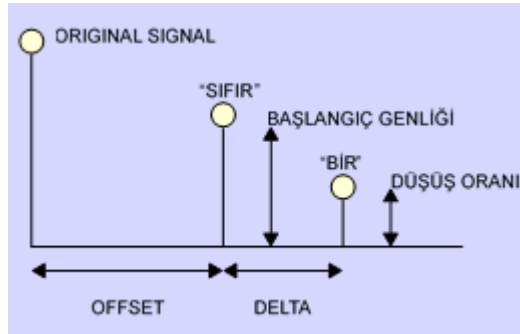 ORIGINAL SIGNAL
"SIFIR"
BAŞLANGIÇ GENLİĞİ
"BİR"
DÜŞÜŞ ORANI
OFFSET
DELTA